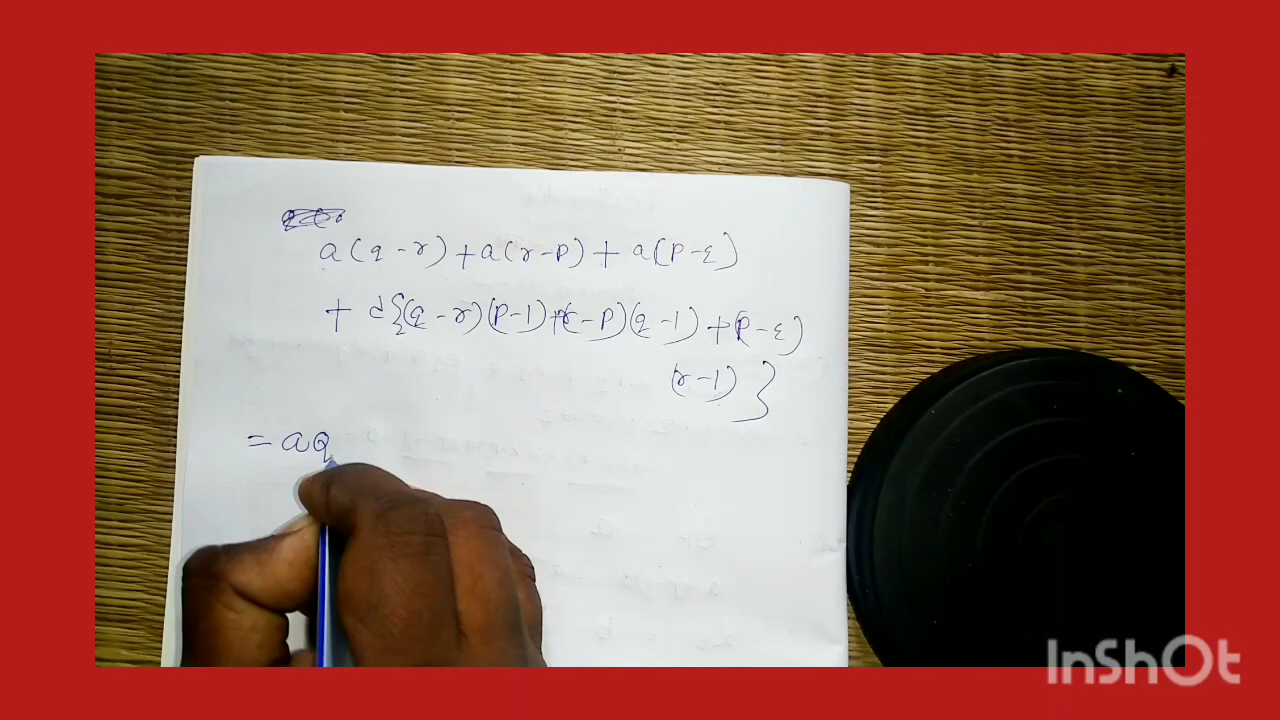 a(q-r)+a(r-p)+a(p-q)
+ d{(q-r)(p-1)+(r-p)(q-1)+(p-q)
(r-1)}
= aq
InShOt